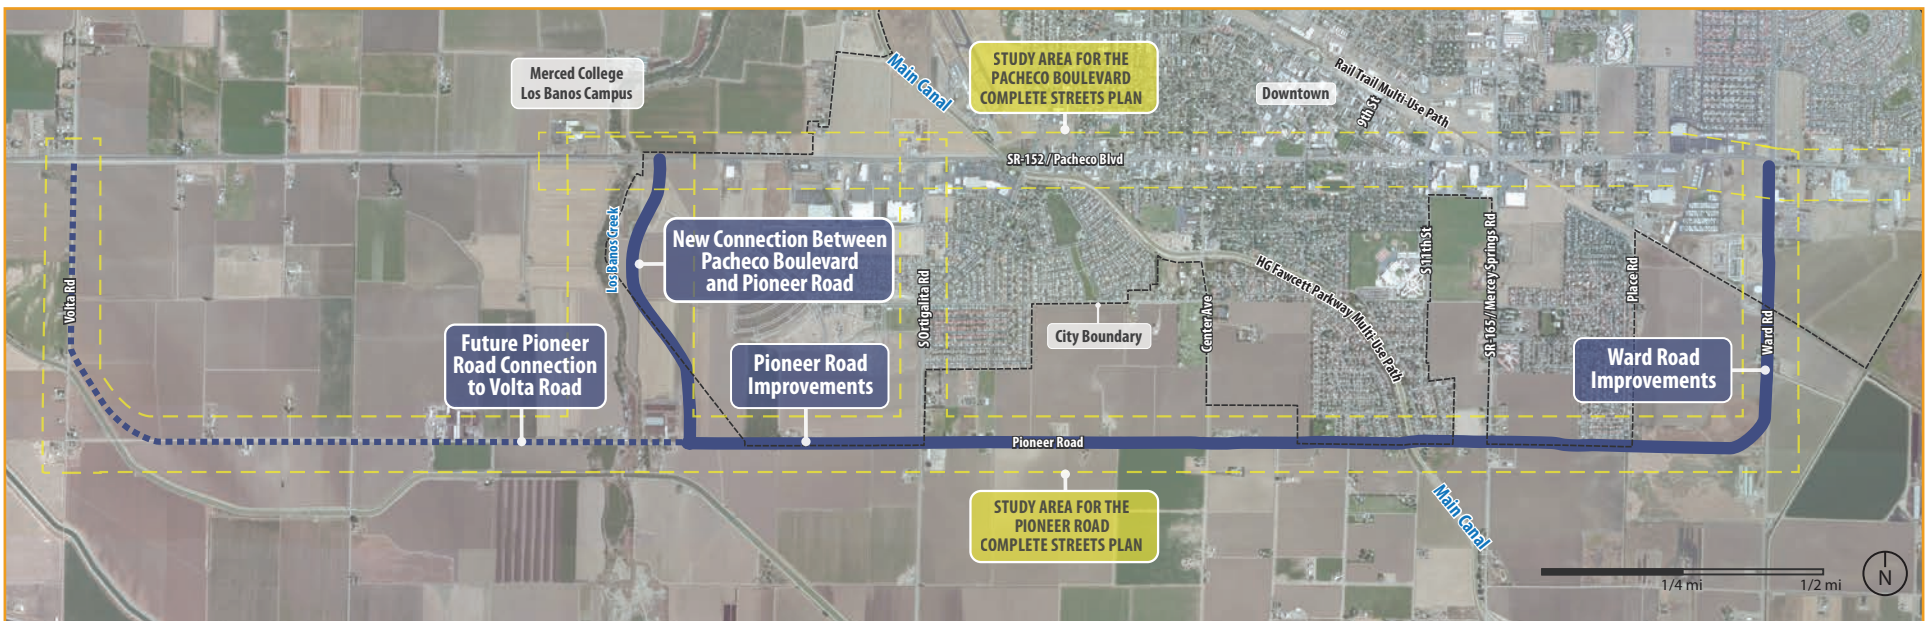 Merced College
Los Banos Campus
Main Canal
STUDY AREA FOR THE
PACHECO BOULEVARD
COMPLETE STREETS PLAN
Downtown
9th St
Rail Trail Multi-Use Path
SR-152 / Pacheco Blvd
Los Banos Creek
New Connection Between
Pacheco Boulevard
and Pioneer Road
Volta Rd
S Ortigalita Rd
Center Ave
HG Fawcett Parkway Multi-Use Path
S 11th St
SR-165 / Mercey Springs Rd
Place Rd
Ward Rd
Future Pioneer
Road Connection
to Volta Road
Pioneer Road
Improvements
City Boundary
Ward Road
Improvements
Pioneer Road
STUDY AREA FOR THE
PIONEER ROAD
COMPLETE STREETS PLAN
Main Canal
1/4 mi
1/2 mi
N